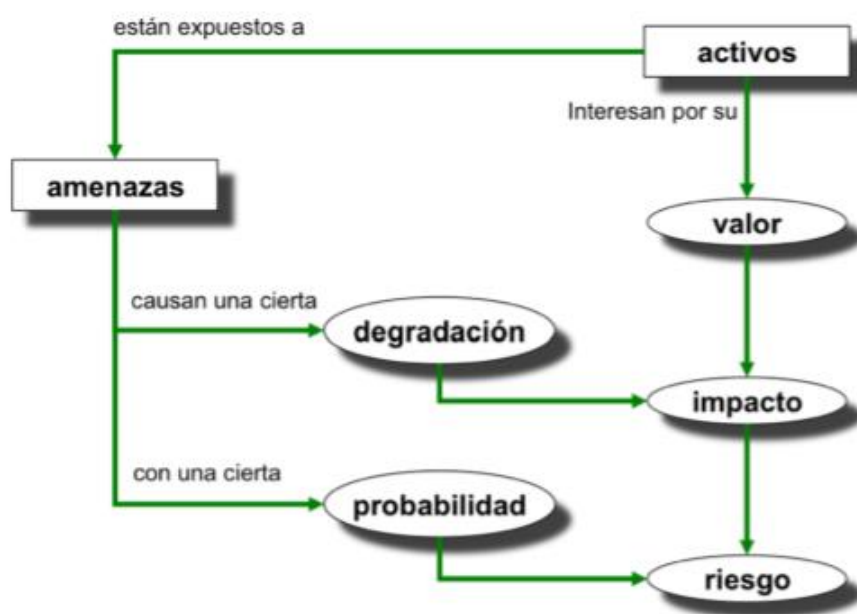 están expuestos a
activos
Interesan por su
amenazas
valor
causan una cierta
degradación
impacto
con una cierta
probabilidad
riesgo